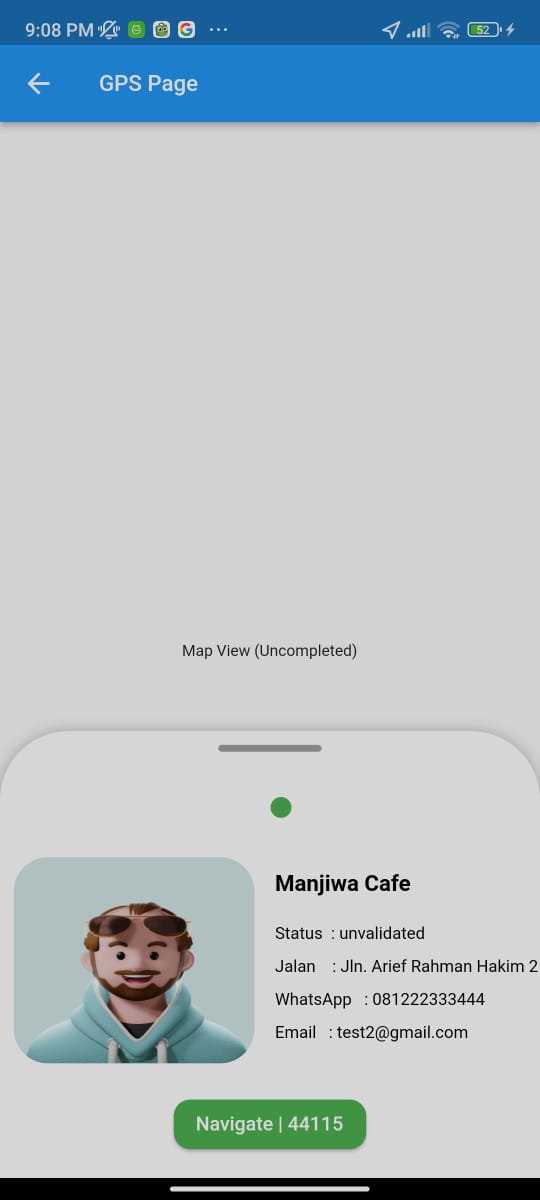 9:08 PM
52
GPS Page
Map View (Uncompleted)
Manjiwa Cafe
Status : unvalidated
Jalan : Jln. Arief Rahman Hakim 2
WhatsApp : 081222333444
Email : test2@gmail.com
Navigate | 44115